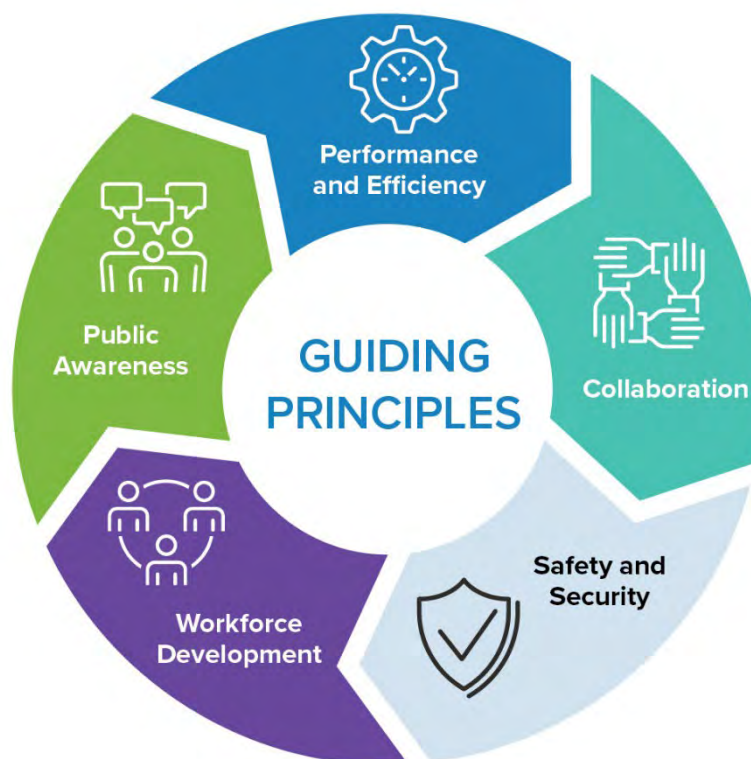 Performance
and Efficiency
Collaboration
Safety and
Security
Workforce
Development
Public
Awareness
GUIDING
PRINCIPLES